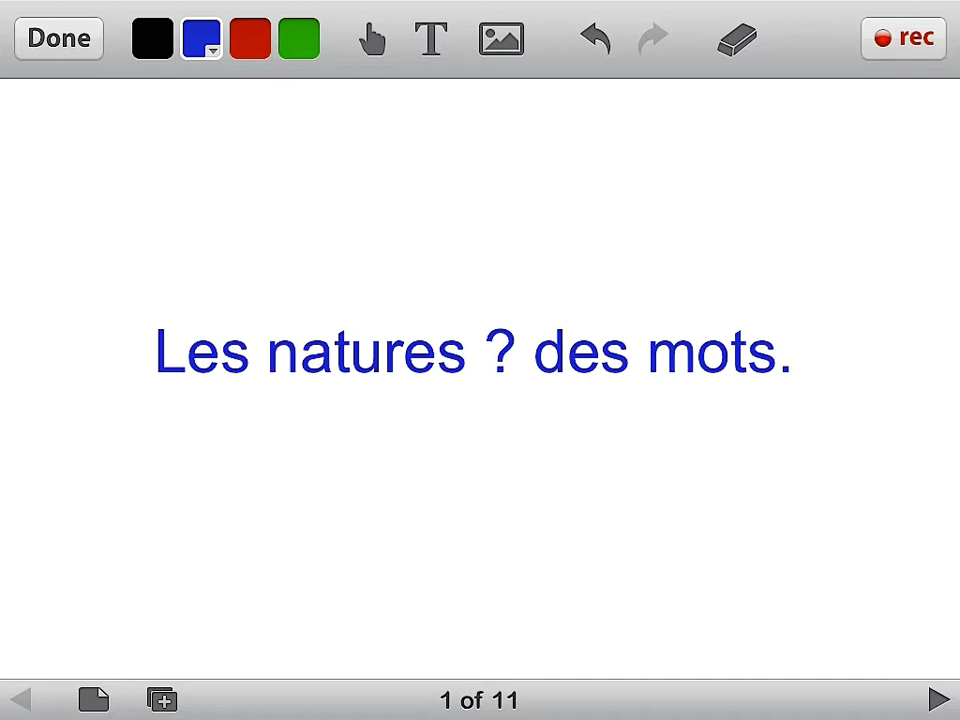 Done
T
rec
Les natures ? des mots.
1 of 11